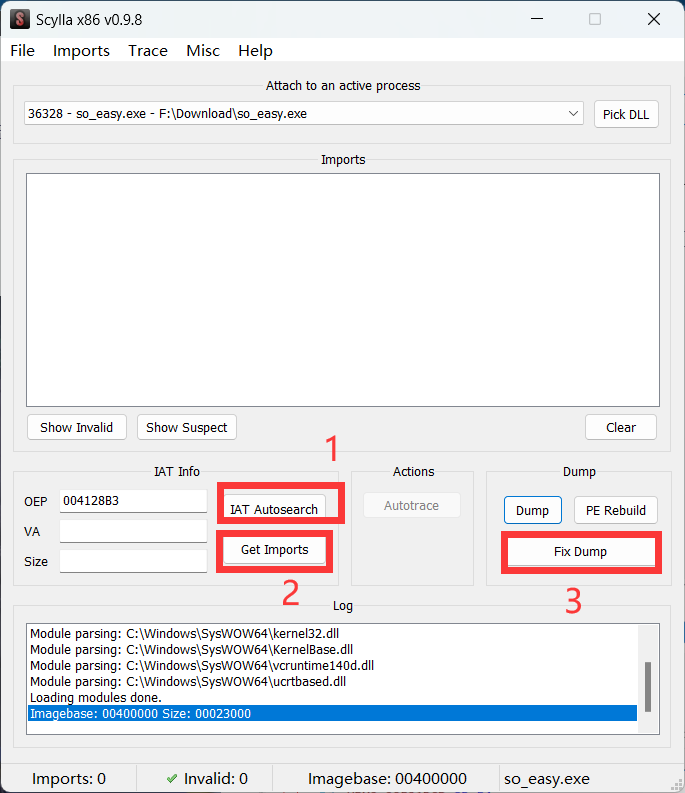 Scylla x86 v0.9.8
File Imports Trace Misc Help
Attach to an active process
36328 - so_easy.exe - F:\Download\so_easy.exe
Pick DLL
Imports
Show Invalid Show Suspect Clear
1
IAT Info
OEP 004128B3 IAT Autosearch
VA
Get Imports
Size
2
Actions
Autotrace
Dump
Dump PE Rebuild
Fix Dump
3
Log
Module parsing: C:\Windows\SysWOW64\kernel32.dll
Module parsing: C:\Windows\SysWOW64\KernelBase.dll
Module parsing: C:\Windows\SysWOW64\vcruntime140d.dll
Module parsing: C:\Windows\SysWOW64\ucrtbased.dll
Loading modules done.
Imagebase: 00400000 Size: 00023000
Imports: 0 Invalid: 0 Imagebase: 00400000 so_easy.exe